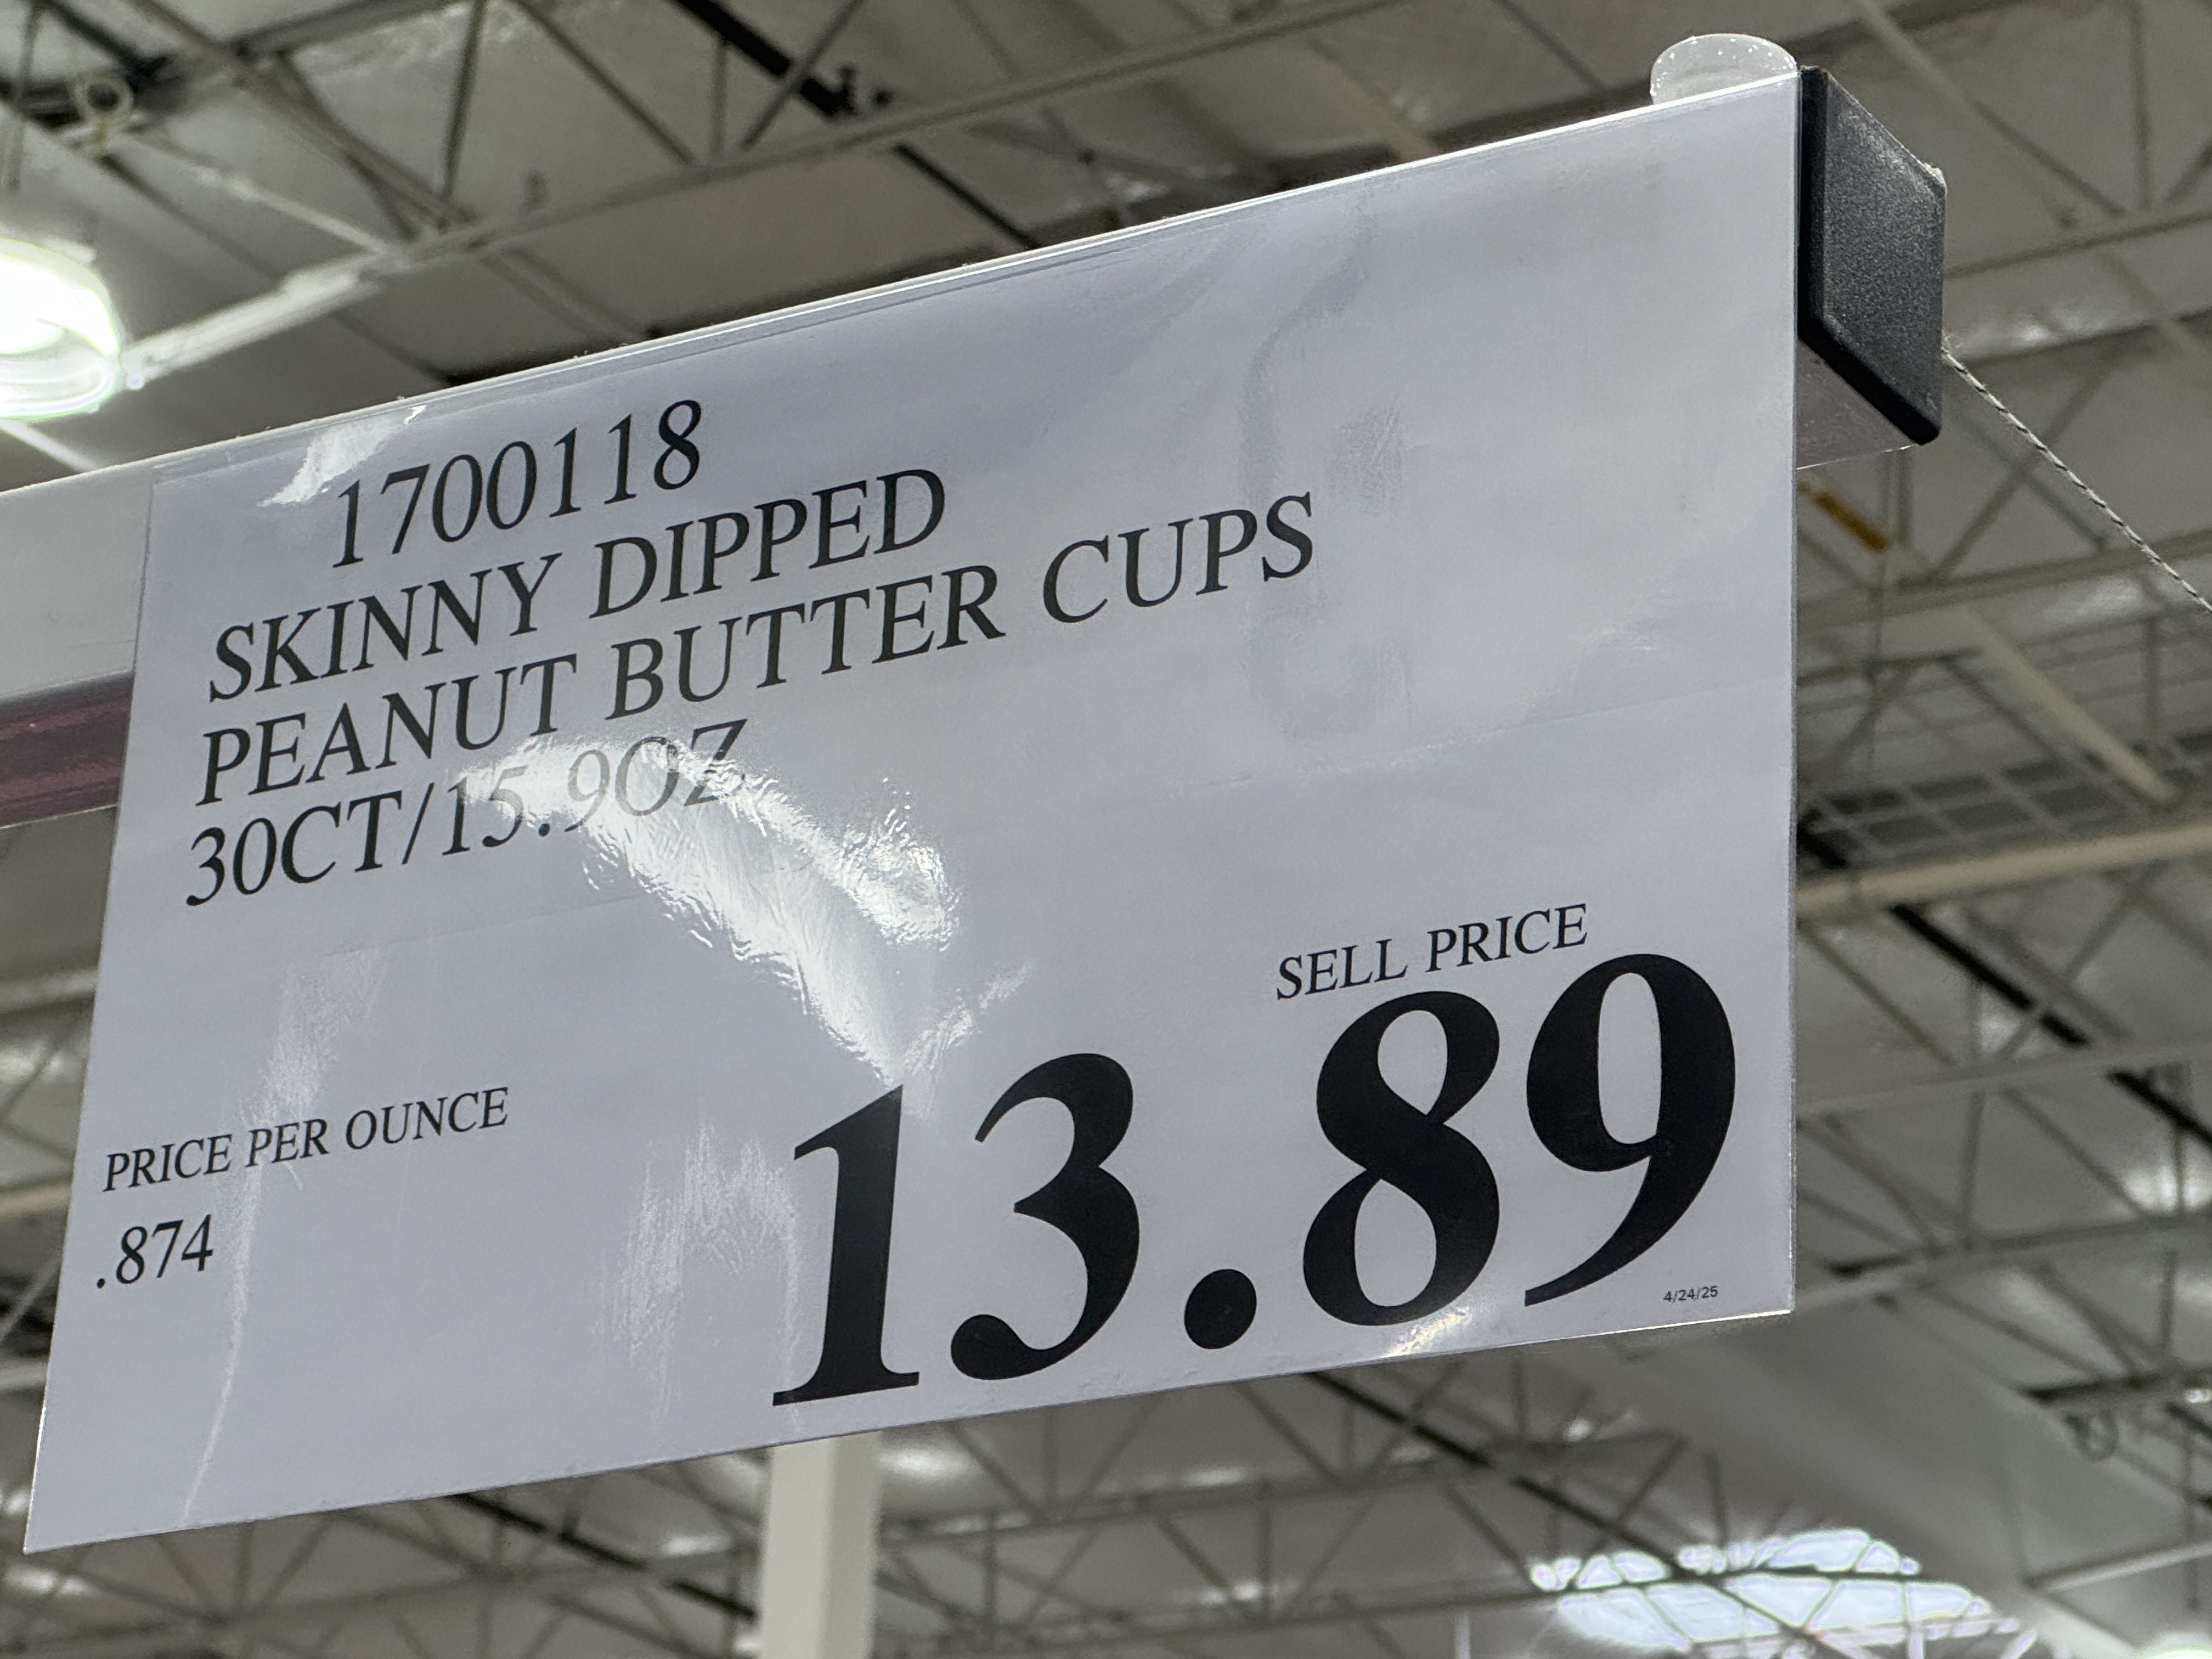 1700118
SKINNY DIPPED
PEANUT BUTTER CUPS
30CT/15.9OZ
SELL PRICE
13.89
PRICE PER OUNCE
.874
4/24/25